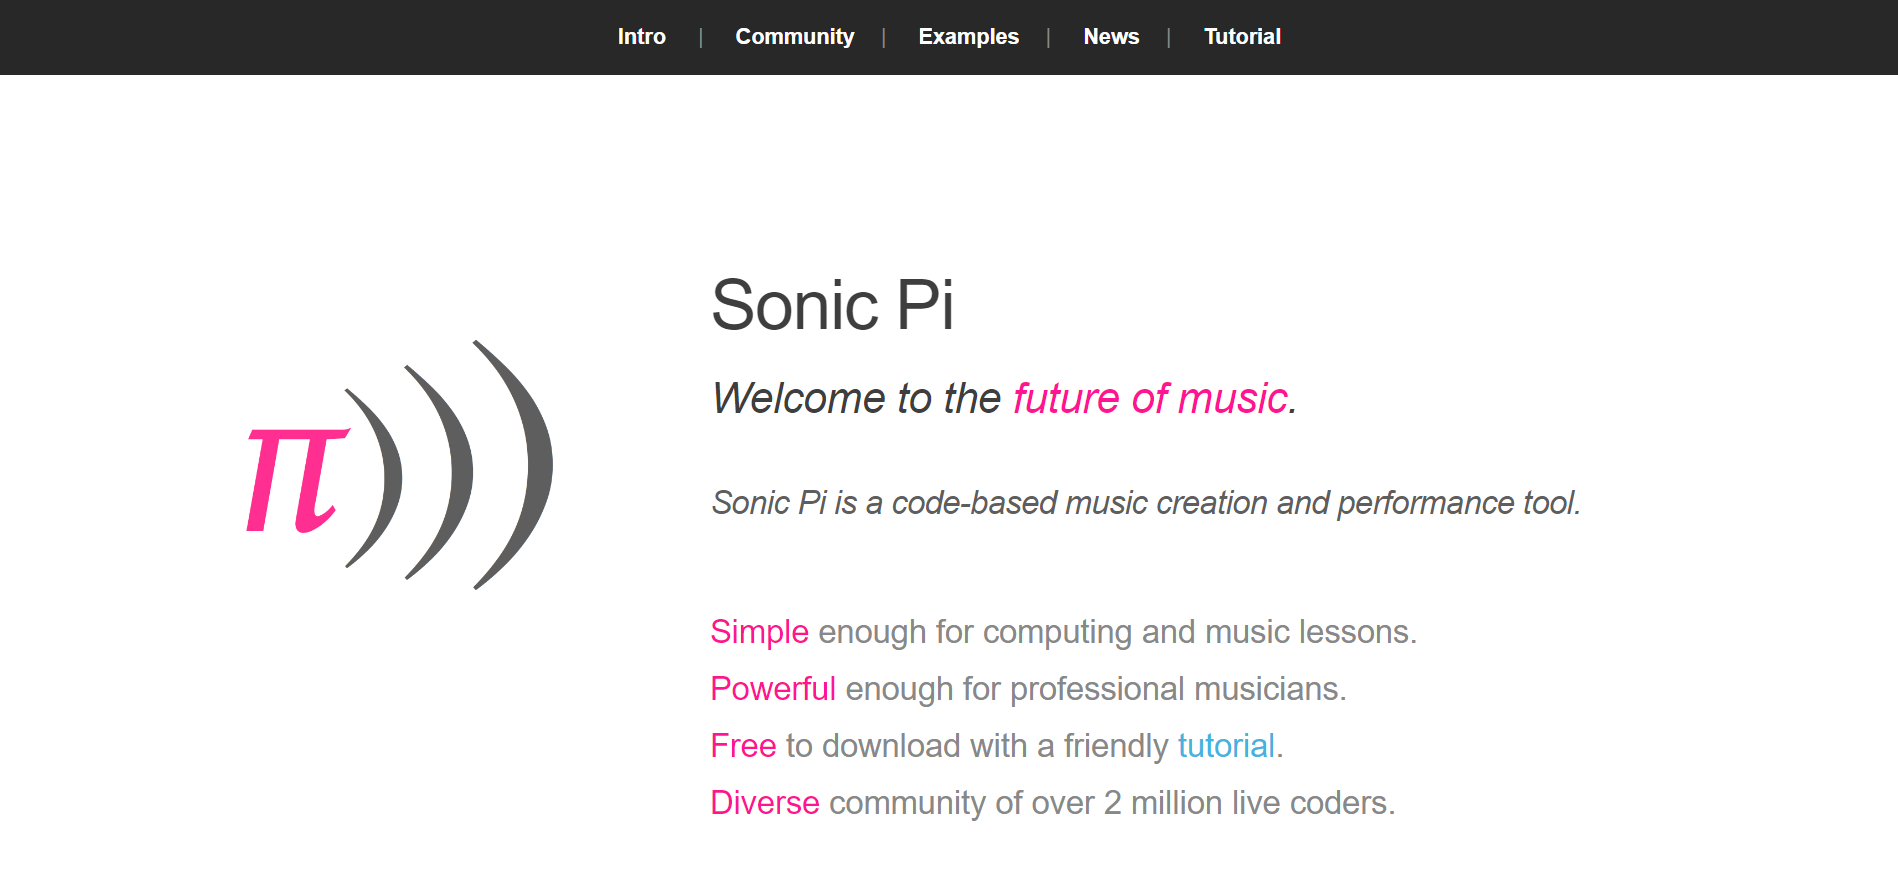 Intro | Community | Examples | News | Tutorial
Sonic Pi
Welcome to the future of music.
π
Sonic Pi is a code-based music creation and performance tool.
Simple enough for computing and music lessons.
Powerful enough for professional musicians.
Free to download with a friendly tutorial.
Diverse community of over 2 million live coders.